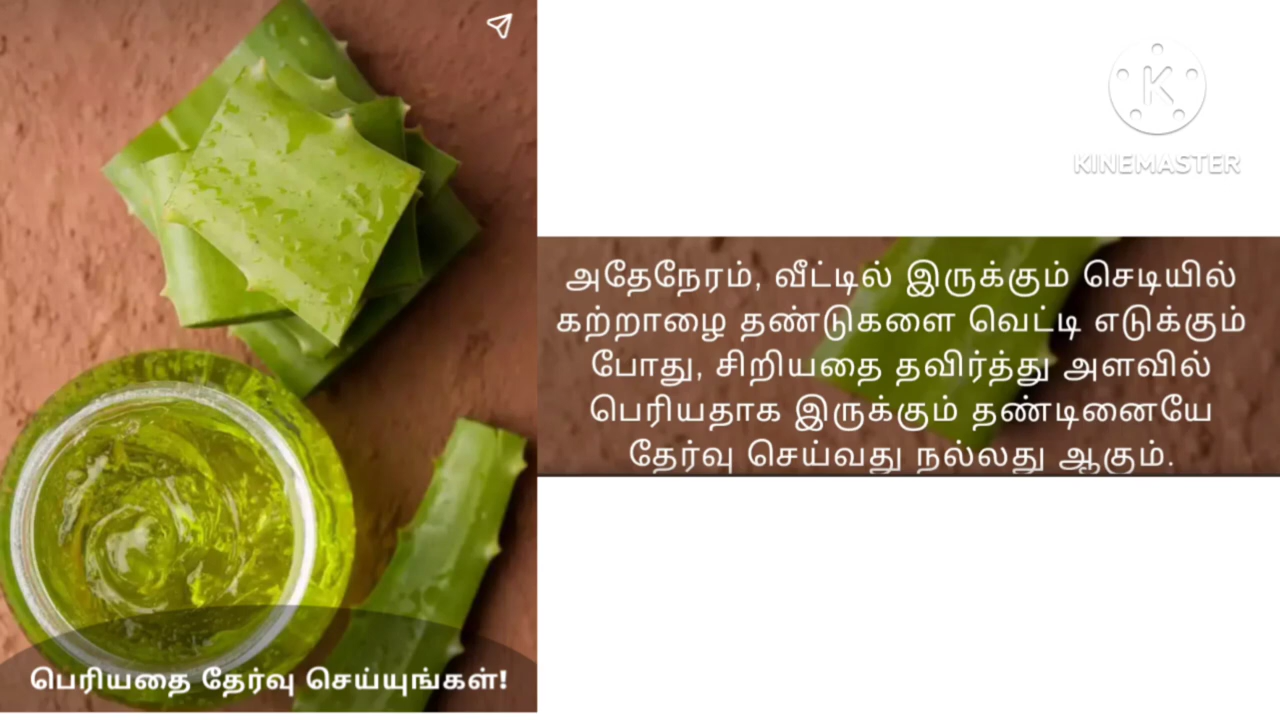 பெரியதை தேர்வு செய்யுங்கள்!
அதேநேரம், வீட்டில் இருக்கும் செடியில்
கற்றாழை தண்டுகளை வெட்டி எடுக்கும்
போது, சிறியதை தவிர்த்து அளவில்
பெரியதாக இருக்கும் தண்டினையே
தேர்வு செய்வது நல்லது ஆகும்.
K
KINEMASTER